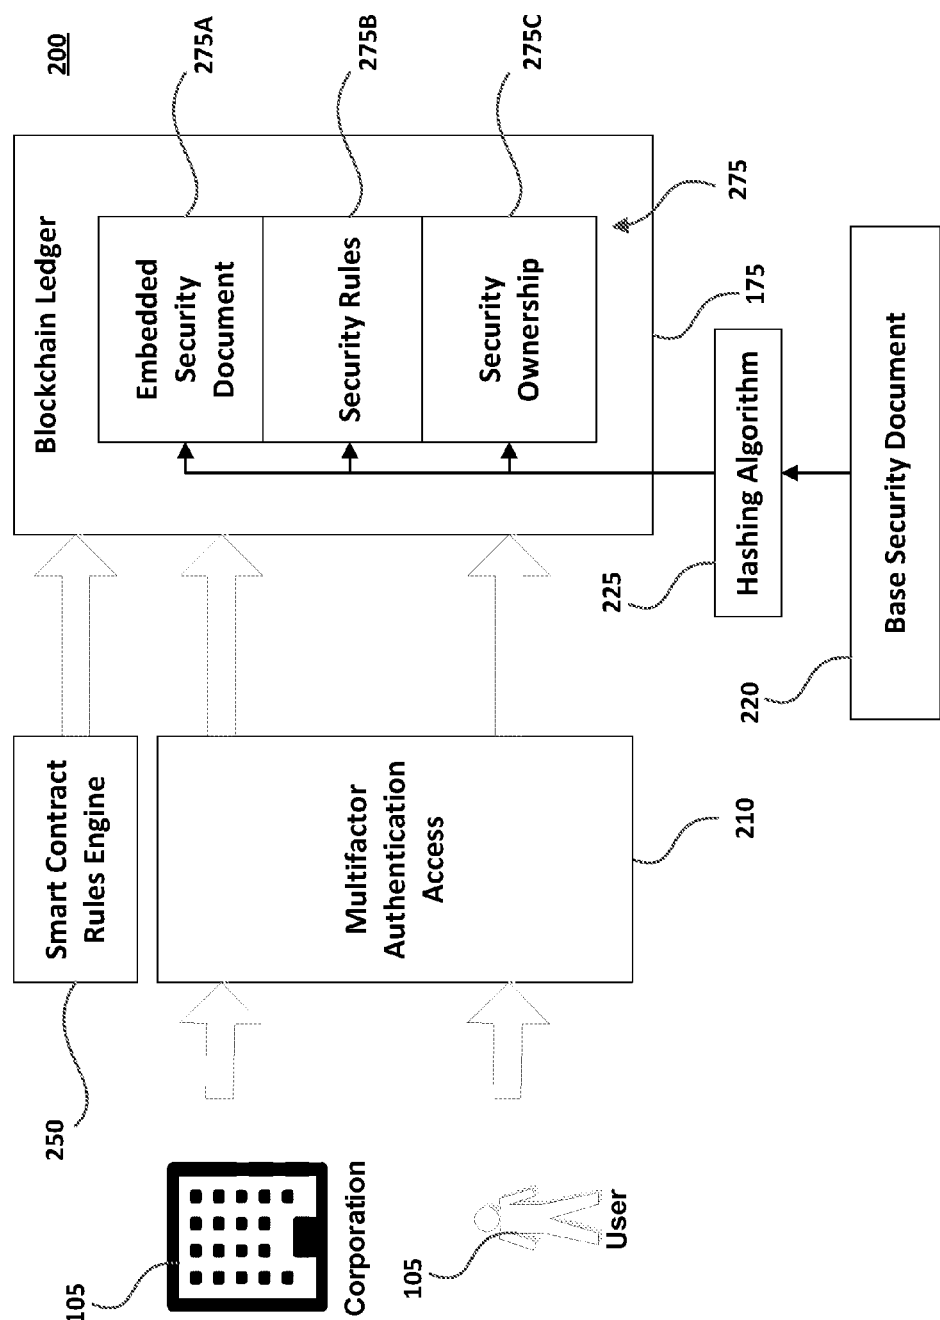 200
Blockchain Ledger
Embedded
Security
Document
275A
Security Rules
275B
Security
Ownership
275C
275
175
Smart Contract
Rules Engine
250
Multifactor
Authentication
Access
210
Hashing Algorithm
225
Base Security Document
220
105
Corporation
105
User